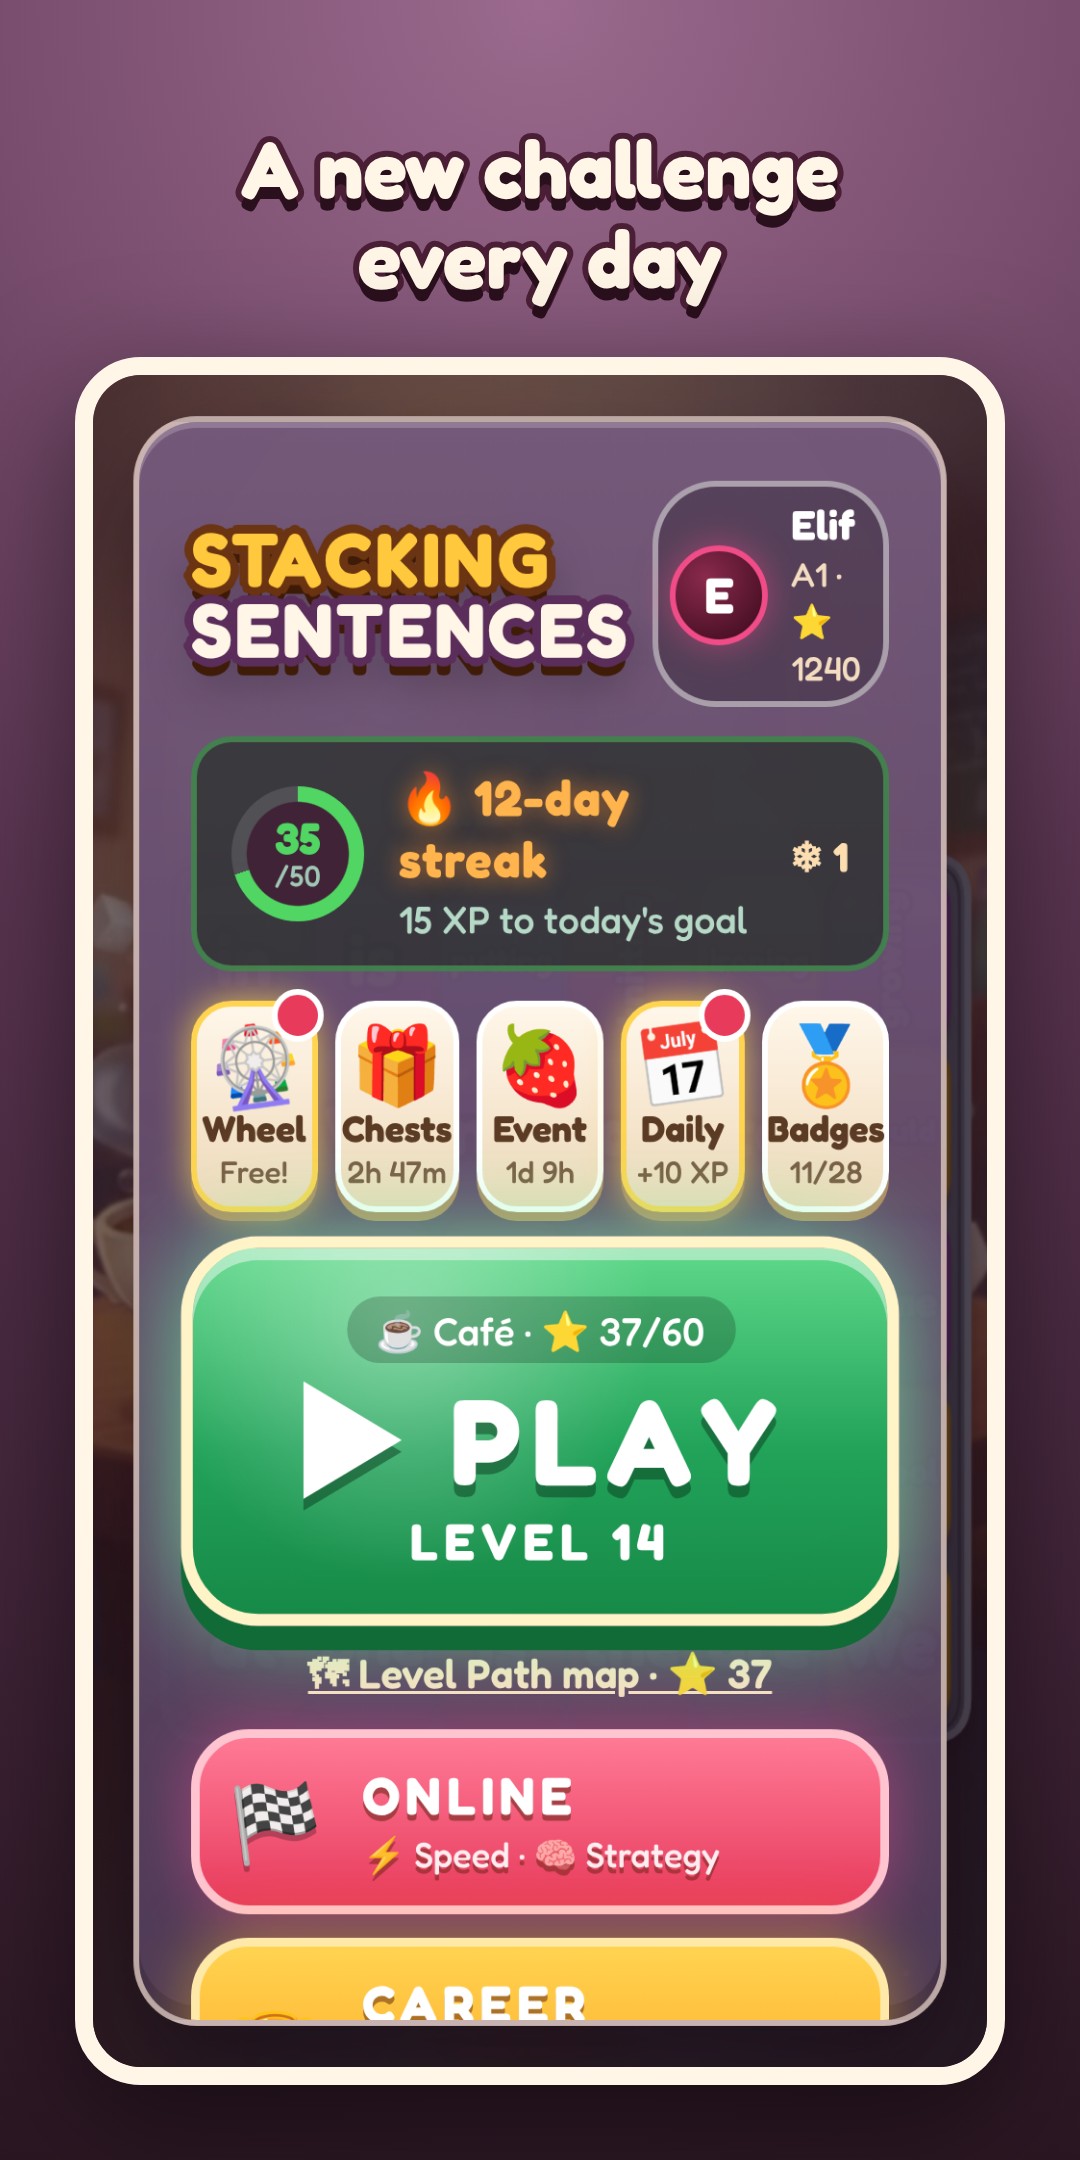 A new challenge
every day
STACKING
SENTENCES
E
Elif
A1 ·
⭐
1240
35
/50
🔥 12-day
streak
15 XP to today's goal
❄ 1
July
17
Wheel
Free!
Chests
2h 47m
Event
1d 9h
Daily
+10 XP
Badges
11/28
☕ Café · ⭐ 37/60
▶ PLAY
LEVEL 14
🗺 Level Path map · ⭐ 37
ONLINE
⚡ Speed · 🧠 Strategy
CAREER